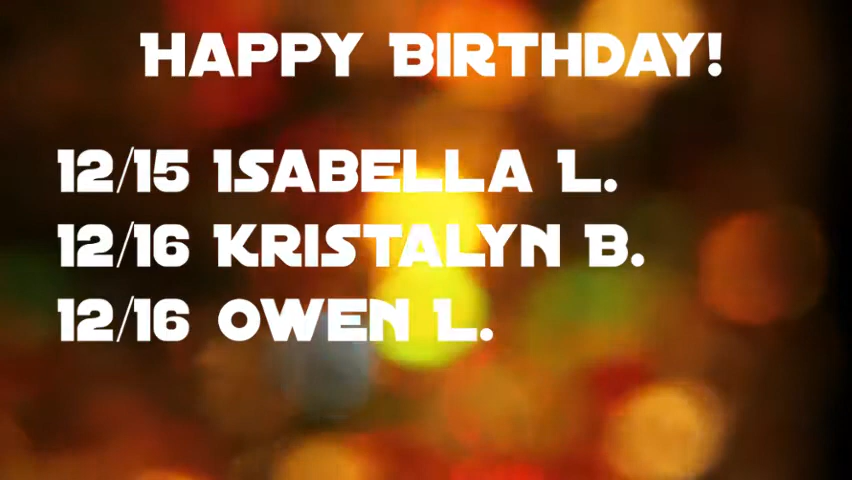 Happy Birthday!
12/15 Isabella L.
12/16 Kristalyn B.
12/16 Owen L.